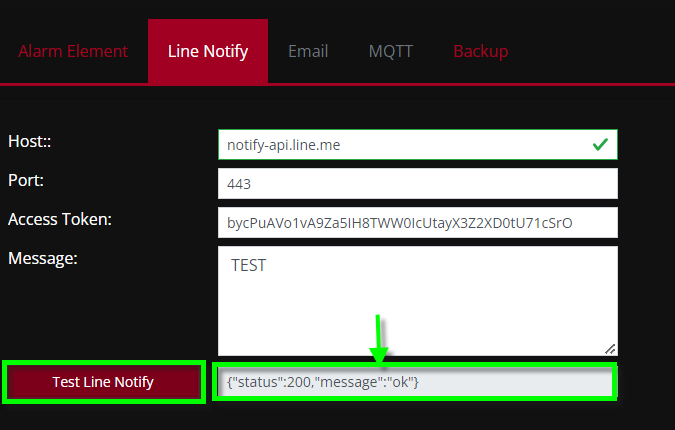 Alarm Element Line Notify Email MQTT Backup
Host:: notify-api.line.me
Port: 443
Access Token: bycPuAVo1vA9Za5IH8TWW0IcUtayX3Z2XD0tU71cSrO
Message: TEST
Test Line Notify {"status":200,"message":"ok"}